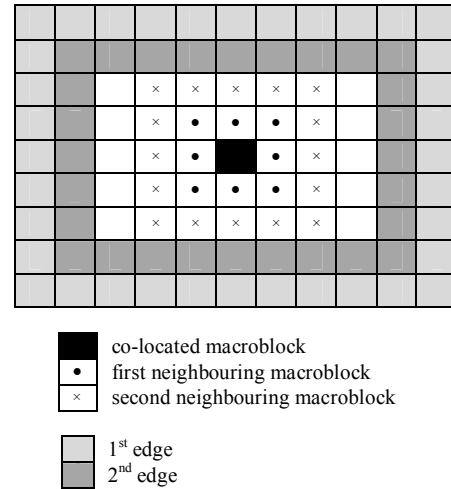 × × × × ×
× • • • ×
× • • ×
× • • • ×
× × × × ×
co-located macroblock
• first neighbouring macroblock
× second neighbouring macroblock
1st edge
2nd edge